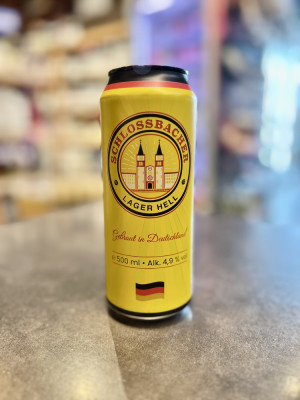 SCHLOSSBACHER
LAGER HELL
Gebraut in Deutschland
500 ml • Alk. 4,9 % vol